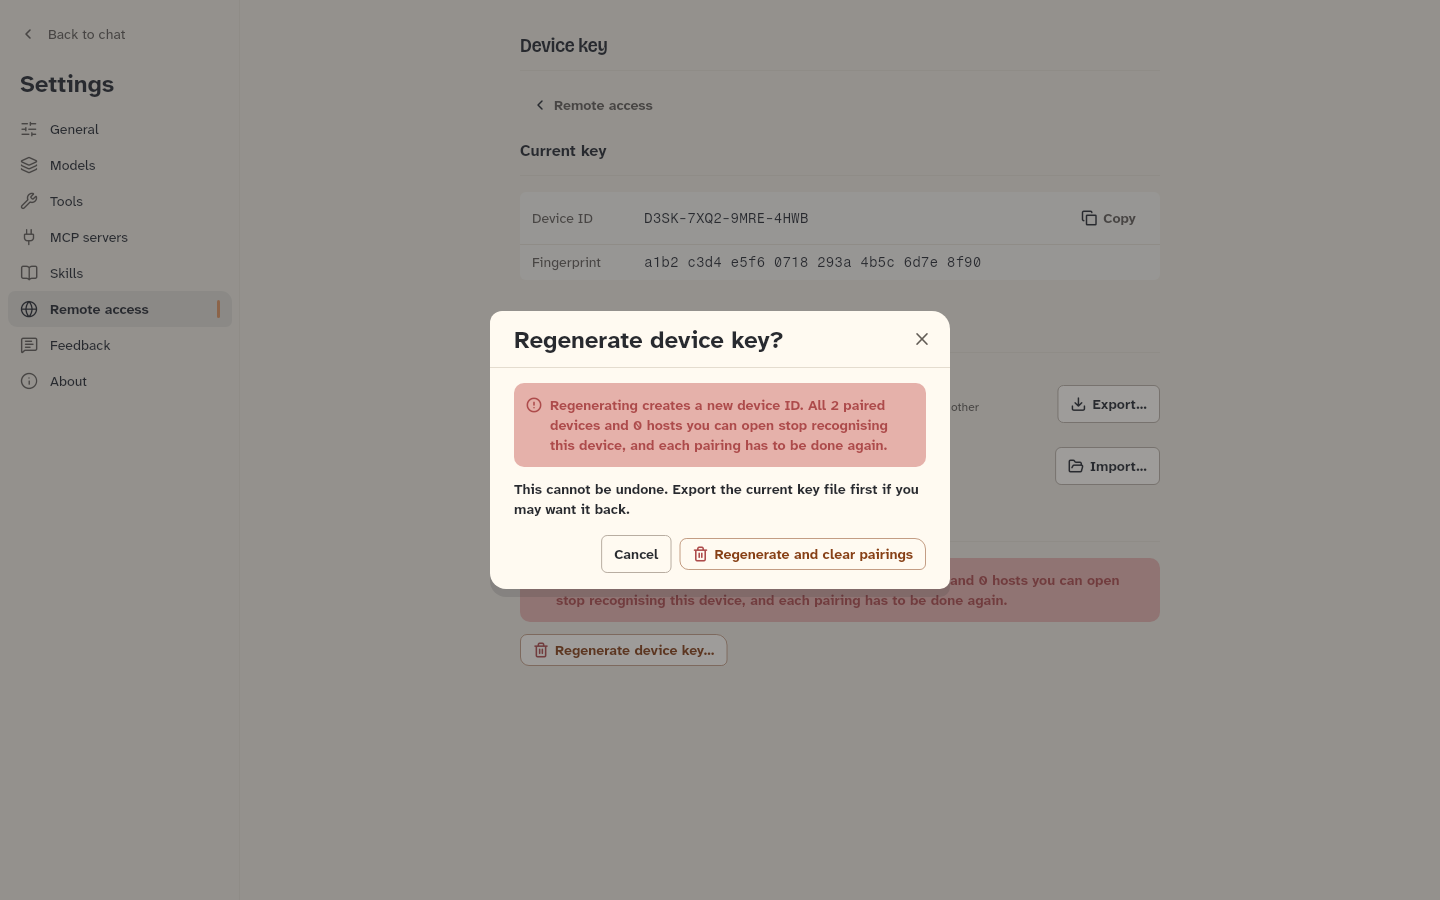 Back to chat
Settings
General
Models
Tools
MCP servers
Skills
Remote access
Feedback
About
Device key
Remote access
Current key
Device ID D3SK-7XQ2-9MRE-4HWB Copy
Fingerprint a1b2 c3d4 e5f6 0718 293a 4b5c 6d7e 8f90
other
Export...
Import...
Regenerate device key?
Regenerating creates a new device ID. All 2 paired
devices and 0 hosts you can open stop recognising
this device, and each pairing has to be done again.
This cannot be undone. Export the current key file first if you
may want it back.
Cancel
Regenerate and clear pairings
and 0 hosts you can open
stop recognising this device, and each pairing has to be done again.
Regenerate device key...